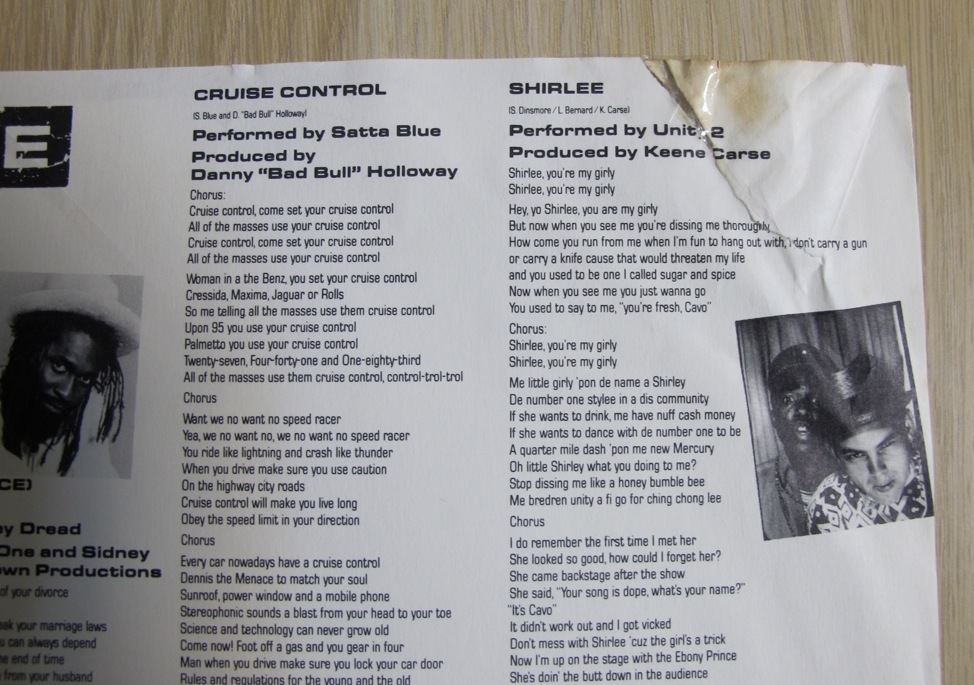 E
CE)
by Dread
One and Sidney
own Productions
of your divorce
eak your marriage laws
u can always depend
he end of time
from your husband
CRUISE CONTROL
(S. Blue and D. "Bad Bull" Holloway)
Performed by Satta Blue
Produced by
Danny "Bad Bull" Holloway
Chorus:
Cruise control, come set your cruise control
All of the masses use your cruise control
Cruise control, come set your cruise control
All of the masses use your cruise control
Woman in a the Benz, you set your cruise control
Cressida, Maxima, Jaguar or Rolls
So me telling all the masses use them cruise control
Upon 95 you use your cruise control
Palmetto you use your cruise control
Twenty-seven, Four-forty-one and One-eighty-third
All of the masses use them cruise control, control-trol-trol
Chorus
Want we no want no speed racer
Yea, we no want no, we no want no speed racer
You ride like lightning and crash like thunder
When you drive make sure you use caution
On the highway city roads
Cruise control will make you live long
Obey the speed limit in your direction
Chorus
Every car nowadays have a cruise control
Dennis the Menace to match your soul
Sunroof, power window and a mobile phone
Stereophonic sounds a blast from your head to your toe
Science and technology can never grow old
Come now! Foot off a gas and you gear in four
Man when you drive make sure you lock your car door
Rules and regulations for the young and the old
SHIRLEE
(S. Dinsmore / L. Bernard / K. Carse)
Performed by Unity 2
Produced by Keene Carse
Shirlee, you're my girly
Shirlee, you're my girly
Hey, yo Shirlee, you are my girly
But now when you see me you're dissing me thoroughly
How come you run from me when I'm fun to hang out with, I don't carry a gun
or carry a knife cause that would threaten my life
and you used to be one I called sugar and spice
Now when you see me you just wanna go
You used to say to me, "you're fresh, Cavo"
Chorus:
Shirlee, you're my girly
Shirlee, you're my girly
Me little girly 'pon de name a Shirley
De number one stylee in a dis community
If she wants to drink, me have nuff cash money
If she wants to dance with de number one to be
A quarter mile dash 'pon me new Mercury
Oh little Shirley what you doing to me?
Stop dissing me like a honey bumble bee
Me bredren unity a fi go for ching chong lee
Chorus
I do remember the first time I met her
She looked so good, how could I forget her?
She came backstage after the show
She said, "Your song is dope, what's your name?"
"It's Cavo"
It didn't work out and I got vicked
Don't mess with Shirlee 'cuz the girl's a trick
Now I'm up on the stage with the Ebony Prince
She's doin' the butt down in the audience